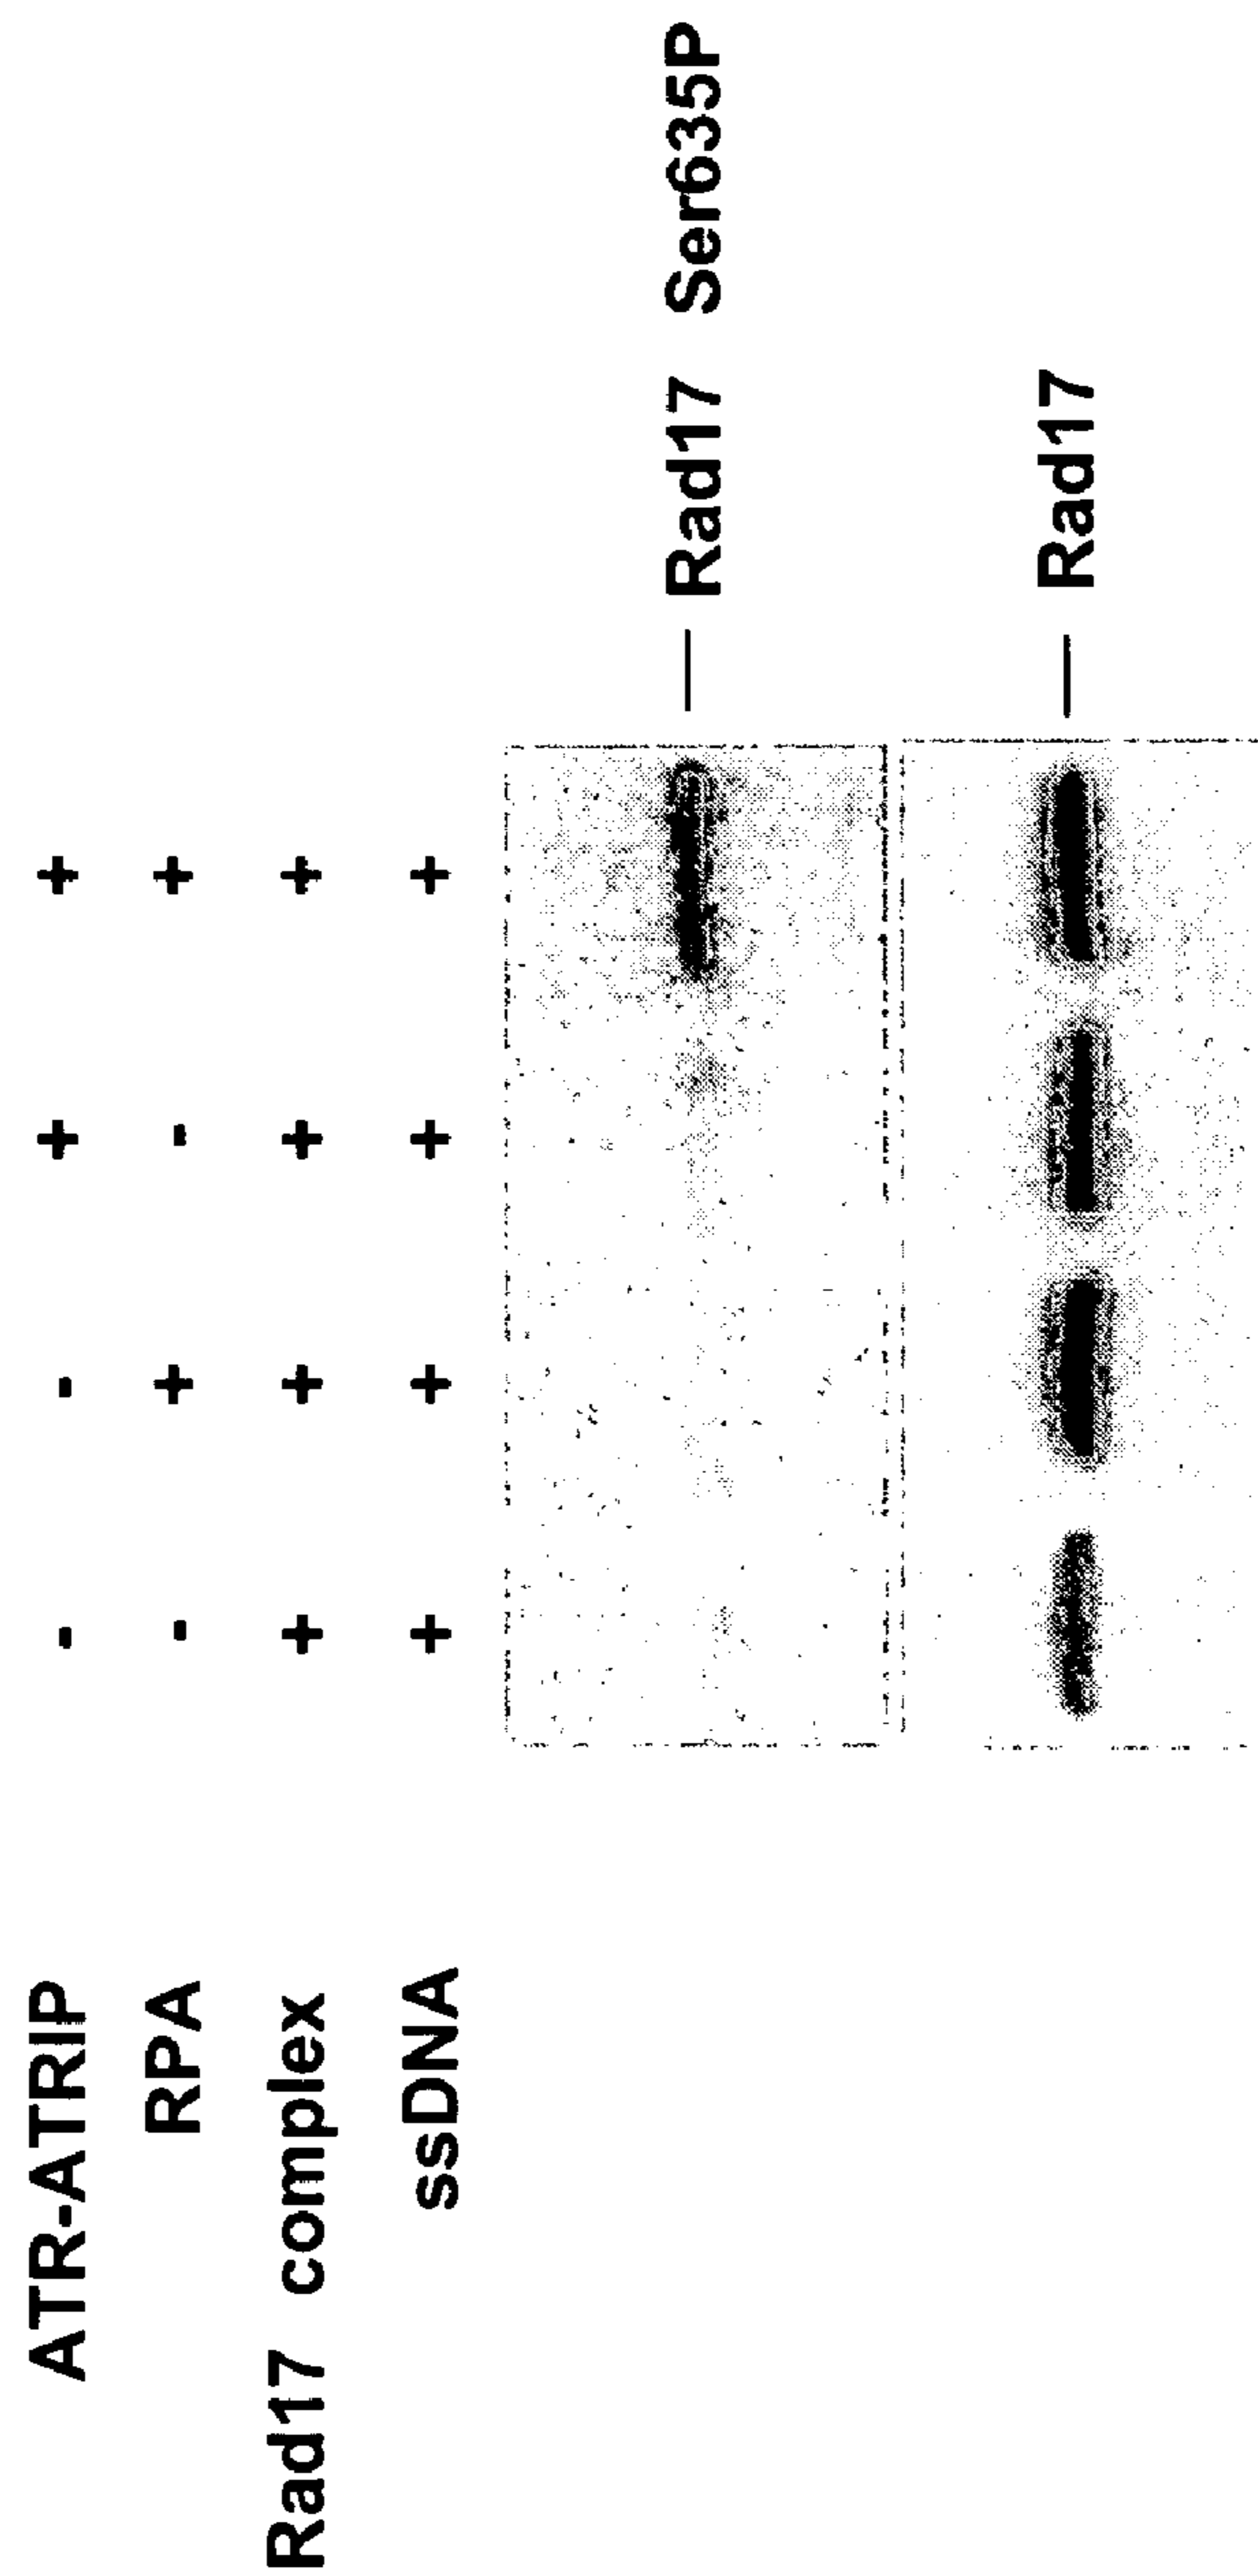 ATR-ATRIP - - + +
RPA - + - +
Rad17 complex + + + +
ssDNA + + + +
Rad17 Ser635P
Rad17